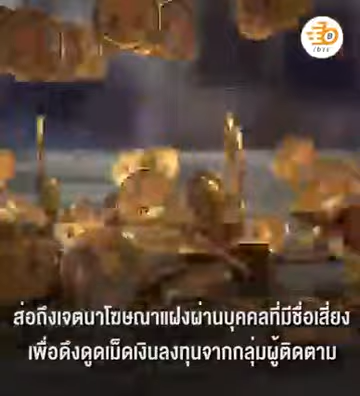 ส่อถึงเจตนาโฆษณาแฝงผ่านบุคคลที่มีชื่อเสียง
เพื่อดึงดูดเม็ดเงินลงทุนจากกลุ่มผู้ติดตาม